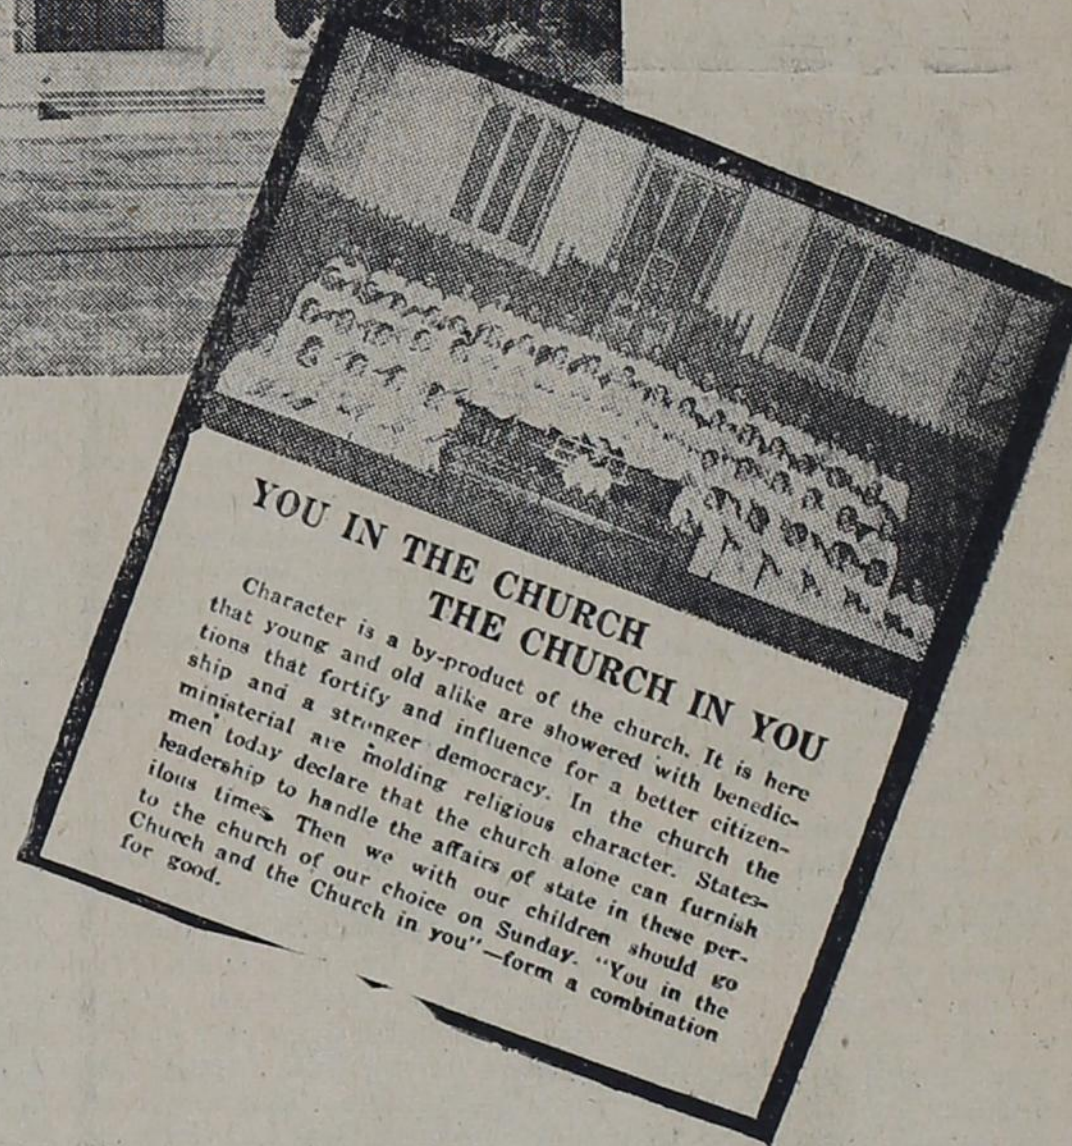 YOU IN THE CHURCH
THE CHURCH IN YOU
Character is a by-product of the church. It is here
that young and old alike are showered with benedic-
tions that fortify and influence for a better citizen-
ship and a stronger democracy. In the church the
ministerial are molding religious character. States-
men today declare that the church alone can furnish
leadership to handle the affairs of state in these per-
ilous times. Then we with our children should go
to the church of our choice on Sunday. "You in the
Church and the Church in you"—form a combination
for good.